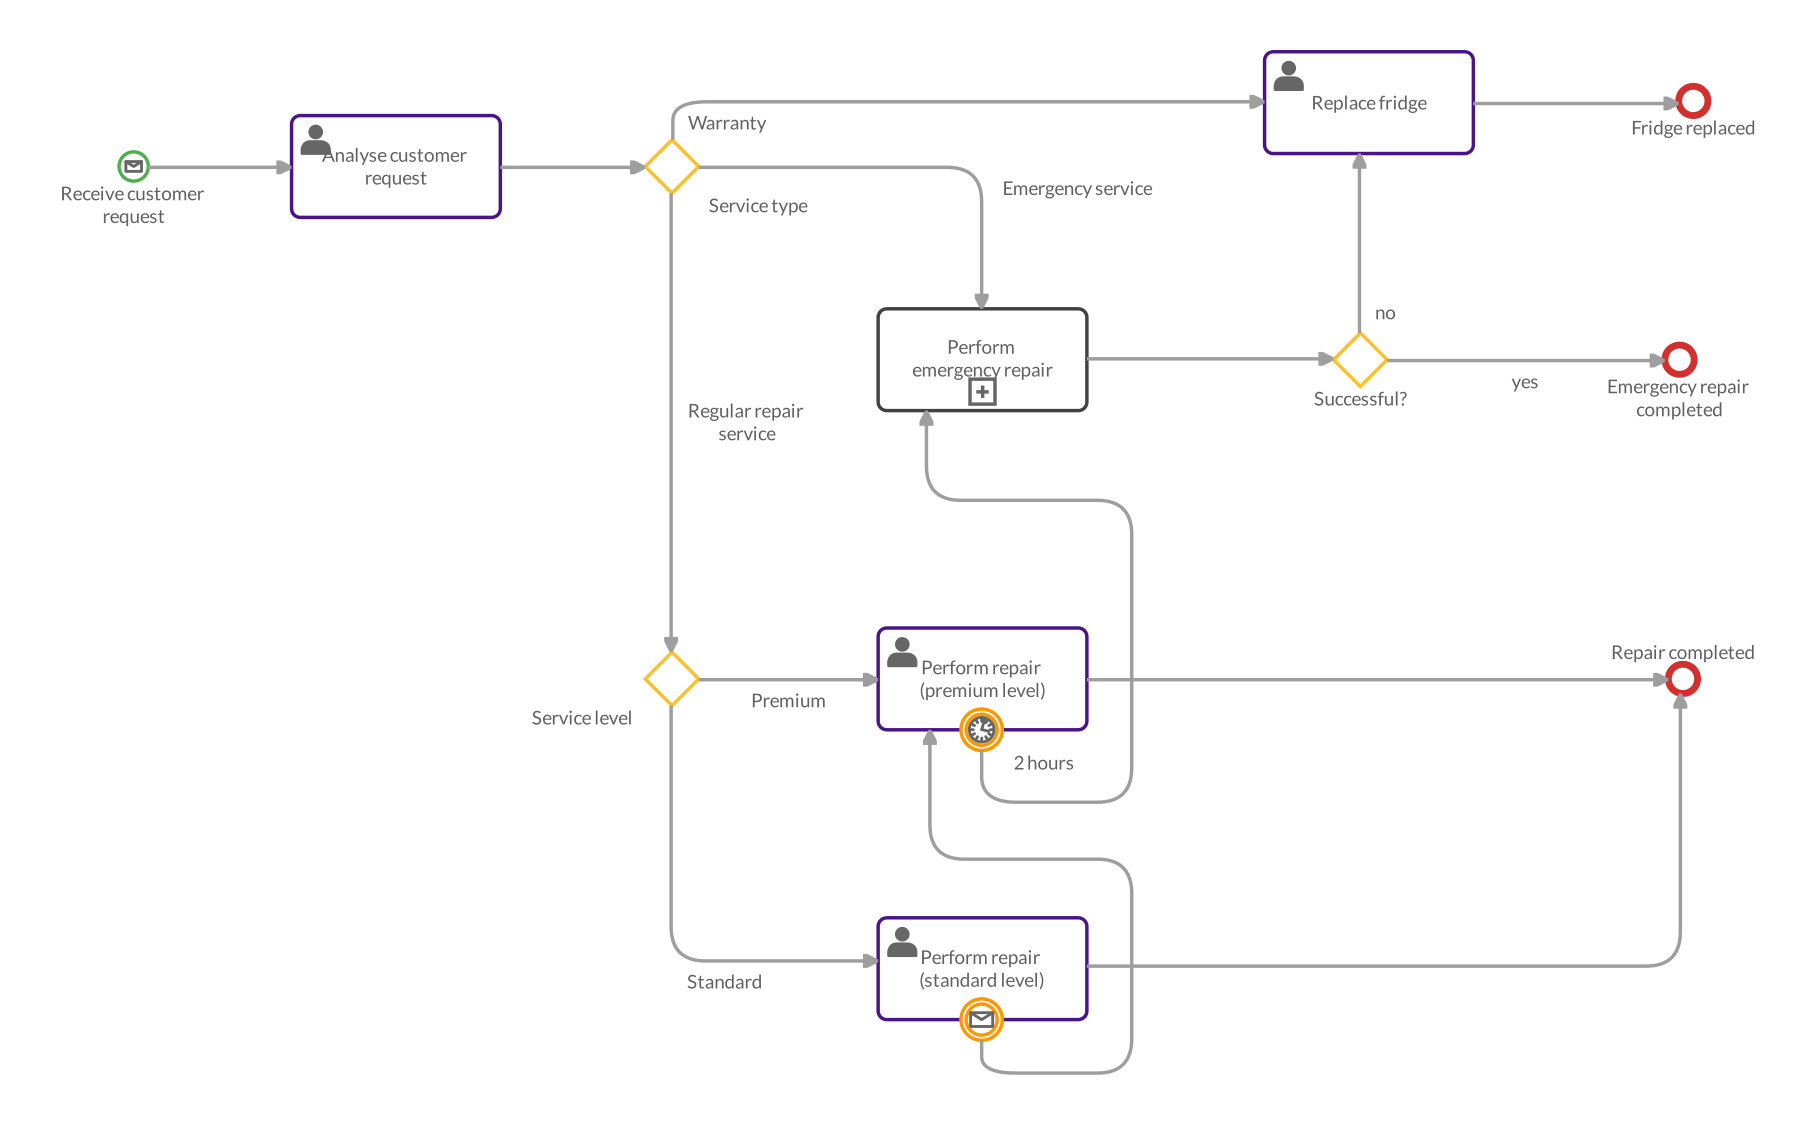 Replace fridge
Fridge replaced
Warranty
Analyse customer
request
Receive customer
request
Service type
Emergency service
Perform
emergency repair
no
yes
Successful?
Emergency repair
completed
Regular repair
service
Repair completed
Perform repair
(premium level)
Premium
Service level
2 hours
Perform repair
(standard level)
Standard